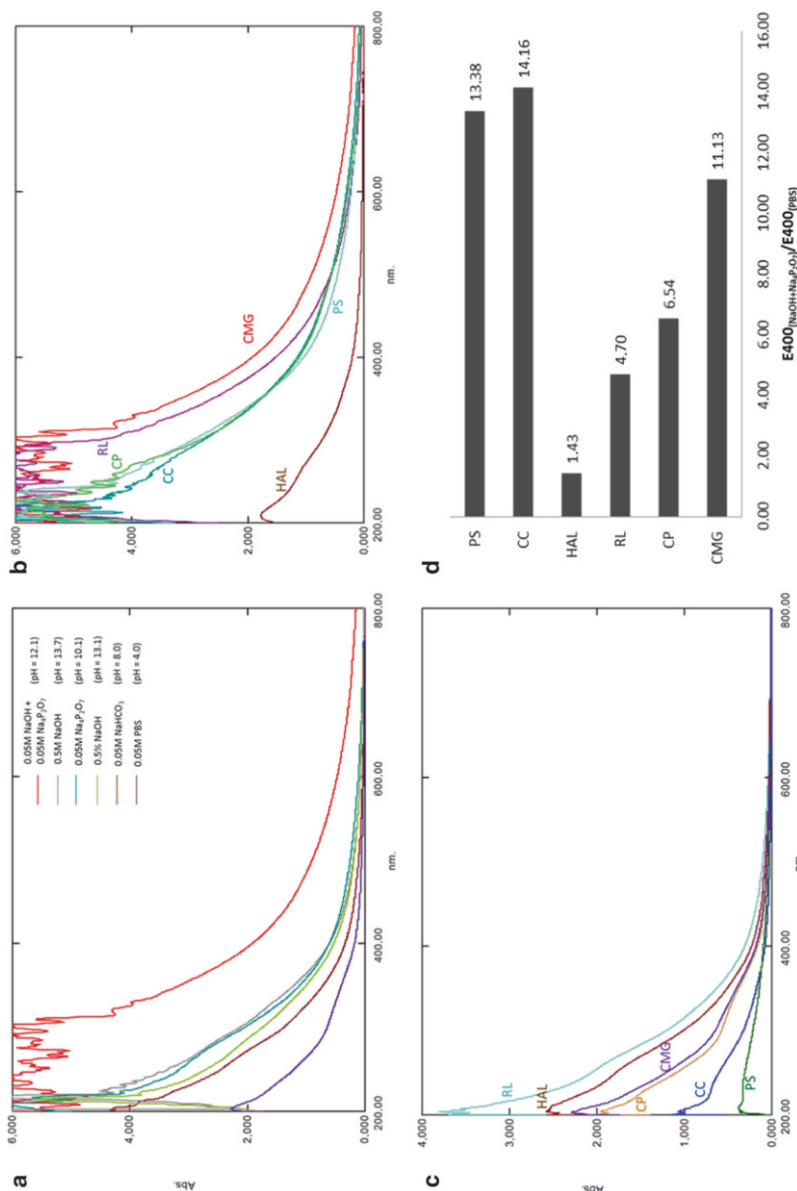 a
6.000
4.000
2.000
0.000
Abs.
200.00
400.00
600.00
800.00
nm.
0.05M NaOH +
0.05M Na₄P₂O₇ (pH = 12.1)
0.5M NaOH (pH = 13.7)
0.05M Na₄P₂O₇ (pH = 10.1)
0.5% NaOH (pH = 13.1)
0.05M NaHCO₃ (pH = 8.0)
0.05M PBS (pH = 4.0)
b
6.000
4.000
2.000
0.000
200.00
400.00
600.00
800.00
nm.
RL
CP
CC
HAL
CMG
PS
c
4.000
3.000
2.000
1.000
0.000
Abs.
200.00
400.00
600.00
800.00
RL
HAL
CMG
CP
CC
PS
d
PS
13.38
CC
14.16
HAL
1.43
RL
4.70
CP
6.54
CMG
11.13
0.00
2.00
4.00
6.00
8.00
10.00
12.00
14.00
16.00